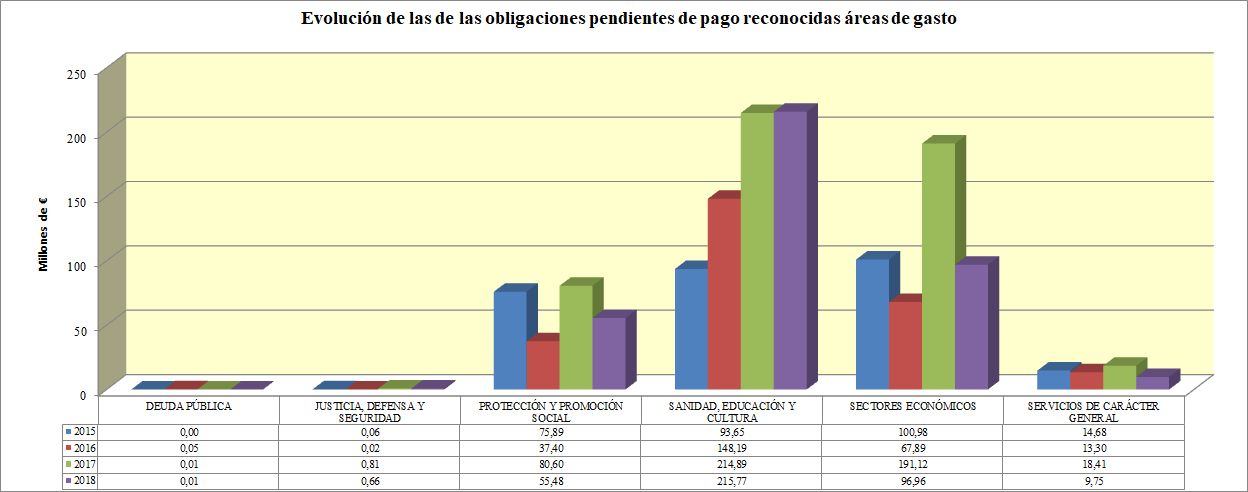 Evolución de las de las obligaciones pendientes de pago reconocidas áreas de gasto
250
200
150
100
50
0
Millones de €
DEUDA PÚBLICA
JUSTICIA, DEFENSA Y
SEGURIDAD
PROTECCIÓN Y PROMOCIÓN
SOCIAL
SANIDAD, EDUCACIÓN Y
CULTURA
SECTORES ECONÓMICOS
SERVICIOS DE CARÁCTER
GENERAL
2015 0,00 0,06 75,89 93,65 100,98 14,68
2016 0,05 0,02 37,40 148,19 67,89 13,30
2017 0,01 0,81 80,60 214,89 191,12 18,41
2018 0,01 0,66 55,48 215,77 96,96 9,75